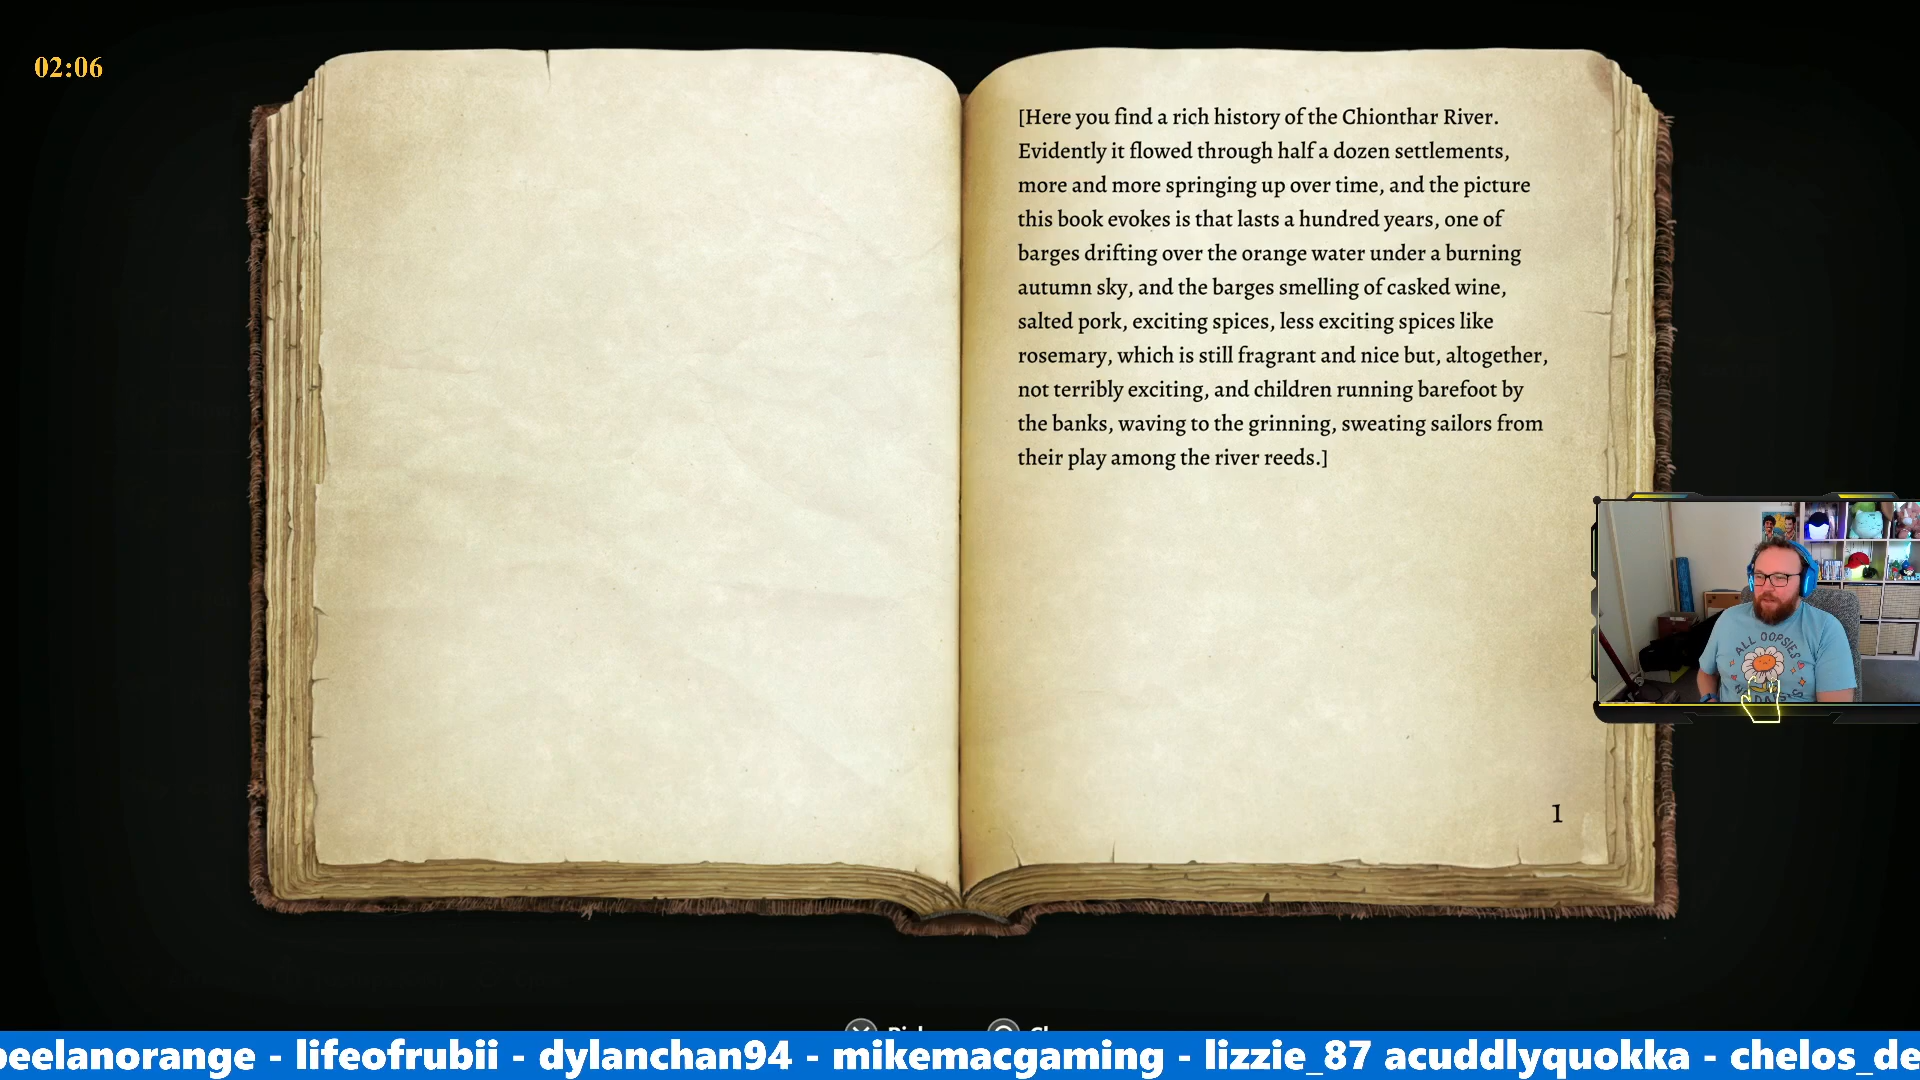 02:06
[Here you find a rich history of the Chionthar River.
Evidently it flowed through half a dozen settlements,
more and more springing up over time, and the picture
this book evokes is that lasts a hundred years, one of
barges drifting over the orange water under a burning
autumn sky, and the barges smelling of casked wine,
salted pork, exciting spices, less exciting spices like
rosemary, which is still fragrant and nice but, altogether,
not terribly exciting, and children running barefoot by
the banks, waving to the grinning, sweating sailors from
their play among the river reeds.]
1
ALL OOPSIES
peelanorange - lifeofrubii - dylanchan94 - mikemacgaming - lizzie_87 acuddlyquokka - chelos_de